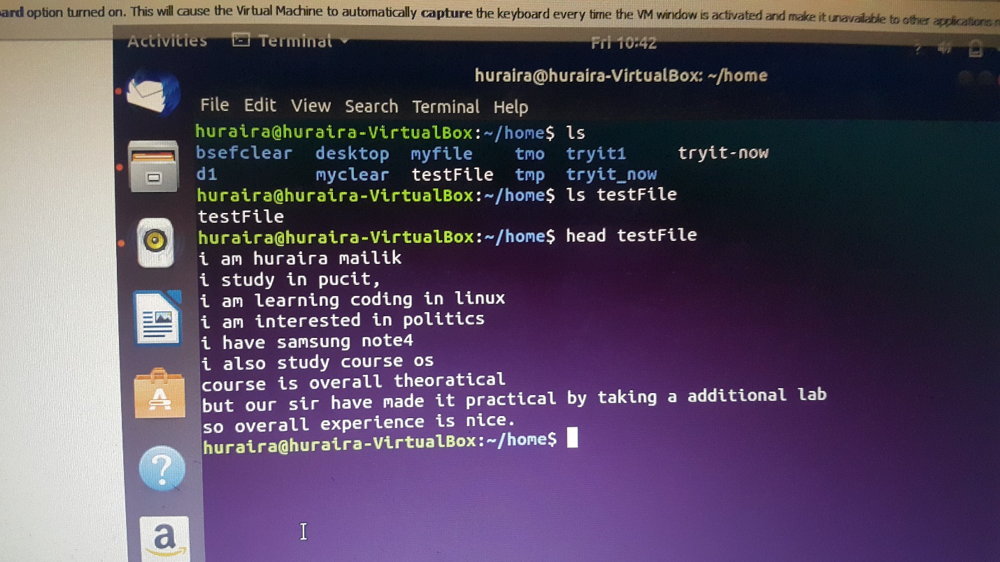 ard option turned on. This will cause the Virtual Machine to automatically capture the keyboard every time the VM window is activated and make it unavailable to other applications
Activities Terminal Fri 10:42
huraira@huraira-VirtualBox: ~/home
File Edit View Search Terminal Help
huraira@huraira-VirtualBox:~/home$ ls
bsefclear desktop myfile tmo tryit1 tryit-now
d1 myclear testFile tmp tryit_now
huraira@huraira-VirtualBox:~/home$ ls testFile
testFile
huraira@huraira-VirtualBox:~/home$ head testFile
i am huraira mailik
i study in pucit,
i am learning coding in linux
i am interested in politics
i have samsung note4
i also study course os
course is overall theoratical
but our sir have made it practical by taking a additional lab
so overall experience is nice.
huraira@huraira-VirtualBox:~/home$